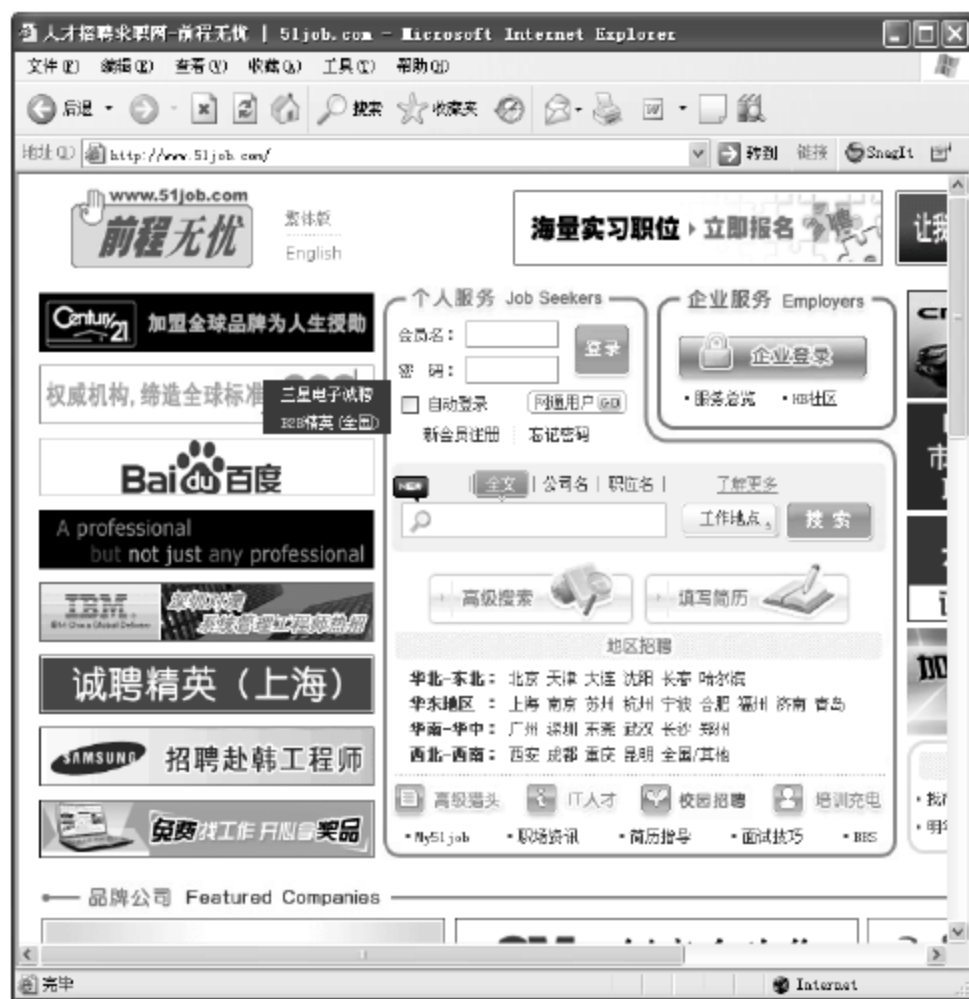 人才招聘求职网-前程无忧 | 51job.com - Microsoft Internet Explorer
文件(F) 编辑(E) 查看(V) 收藏(A) 工具(T) 帮助(H)
后退 搜索 收藏夹
地址(D) http://www.51job.com/ 转到 链接 SnagIt
www.51job.com
前程无忧
繁体版
English
海量实习职位 立即报名
让我
Century 21 加盟全球品牌为人生授勋
权威机构,缔造全球标准
三星电子诚聘
B2B精英(全国)
Baidu百度
A professional
but not just any professional
IBM
系统管理工程师热招
诚聘精英(上海)
SAMSUNG 招聘赴韩工程师
免费找工作 开心拿奖品
个人服务 Job Seekers
会员名:
密 码:
登录
自动登录 网通用户 GO
新会员注册 忘记密码
企业服务 Employers
企业登录
·服务总览 ·HR社区
NEW | 全文 | 公司名 | 职位名 | 了解更多
工作地点 搜 索
高级搜索 填写简历
地区招聘
华北-东北: 北京 天津 大连 沈阳 长春 哈尔滨
华东地区 : 上海 南京 苏州 杭州 宁波 合肥 福州 济南 青岛
华南-华中: 广州 深圳 东莞 武汉 长沙 郑州
西北-西南: 西安 成都 重庆 昆明 全国/其他
高级猎头 IT人才 校园招聘 培训充电
·My51job ·职场资讯 ·简历指导 ·面试技巧 ·BBS
品牌公司 Featured Companies
完毕 Internet